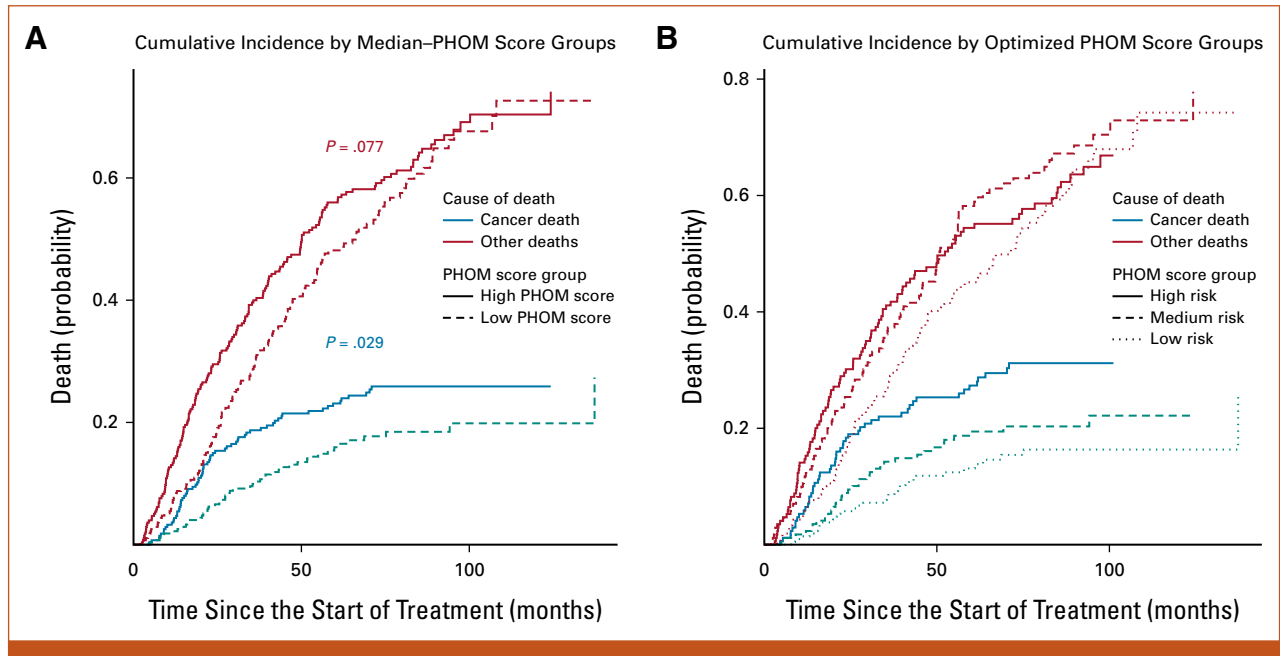 A
Cumulative Incidence by Median–PHOM Score Groups
Death (probability)
0.6
0.4
0.2
P = .077
P = .029
Cause of death
Cancer death
Other deaths
PHOM score group
High PHOM score
Low PHOM score
0
50
100
Time Since the Start of Treatment (months)
B
Cumulative Incidence by Optimized PHOM Score Groups
Death (probability)
0.8
0.6
0.4
0.2
Cause of death
Cancer death
Other deaths
PHOM score group
High risk
Medium risk
Low risk
0
50
100
Time Since the Start of Treatment (months)